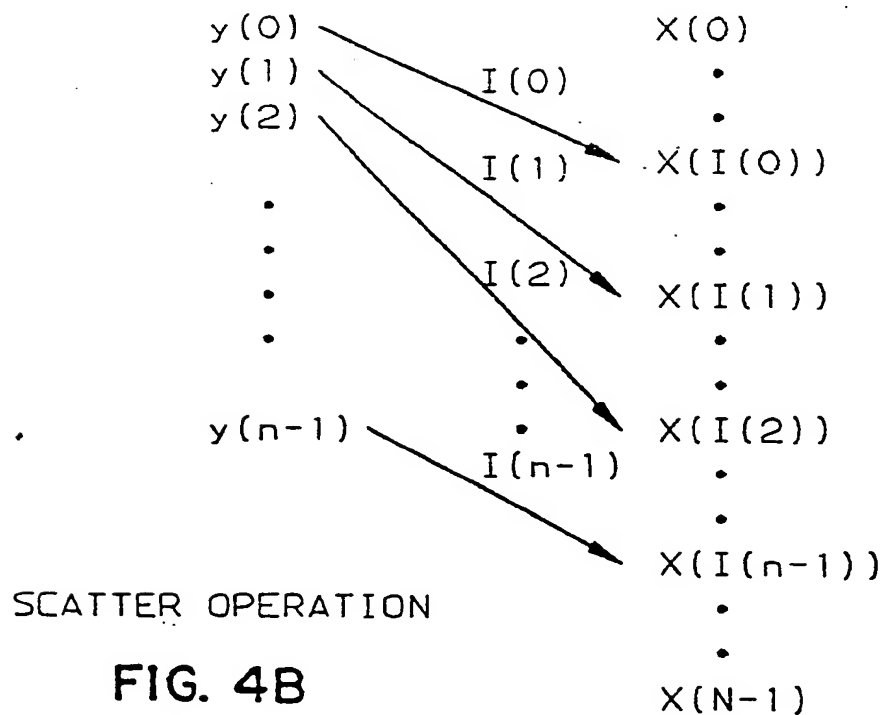 y(0)
y(1)
y(2)
y(n-1)
I(0)
I(1)
I(2)
I(n-1)
X(0)
X(I(0))
X(I(1))
X(I(2))
X(I(n-1))
X(N-1)
SCATTER OPERATION
FIG. 4B